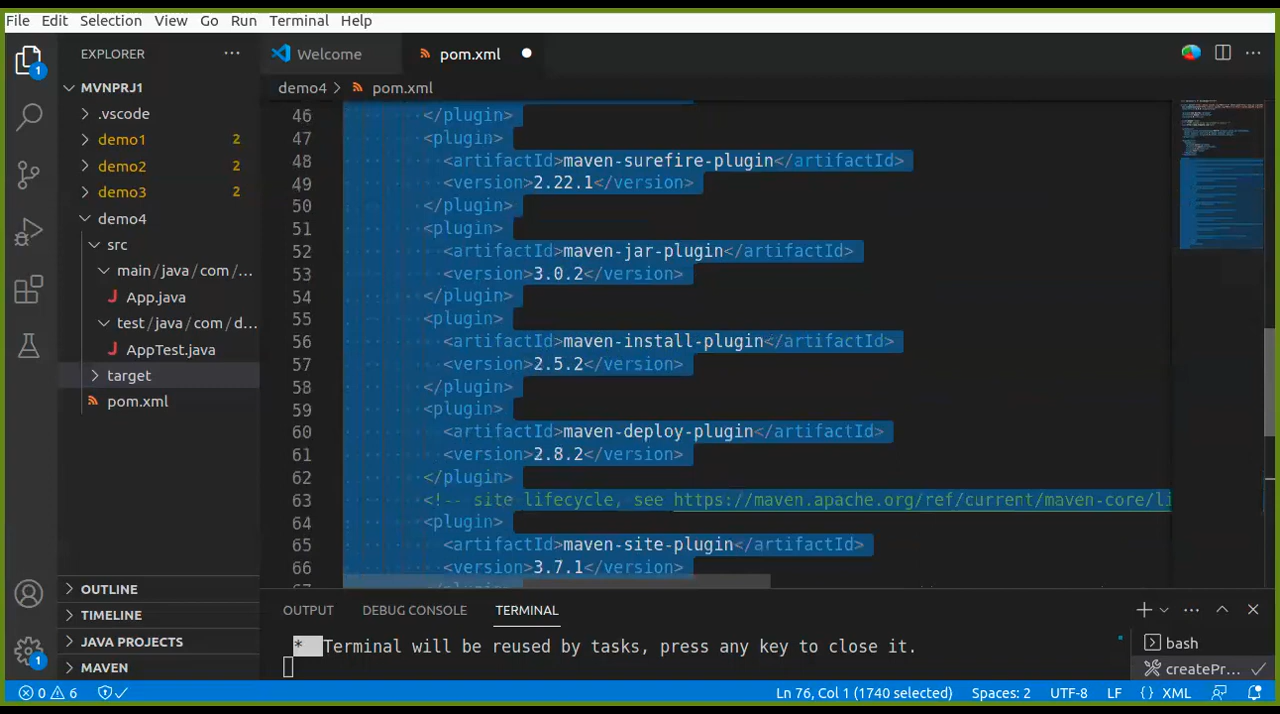 File Edit Selection View Go Run Terminal Help
EXPLORER ···
Welcome
pom.xml
demo4 > pom.xml
1
MVNPRJ1
.vscode
demo1 2
demo2 2
demo3 2
demo4
src
main/java/com/...
J App.java
test/java/com/d...
J AppTest.java
target
pom.xml
OUTLINE
TIMELINE
JAVA PROJECTS
MAVEN
1
46 </plugin>
47 <plugin>
48 <artifactId>maven-surefire-plugin</artifactId>
49 <version>2.22.1</version>
50 </plugin>
51 <plugin>
52 <artifactId>maven-jar-plugin</artifactId>
53 <version>3.0.2</version>
54 </plugin>
55 <plugin>
56 <artifactId>maven-install-plugin</artifactId>
57 <version>2.5.2</version>
58 </plugin>
59 <plugin>
60 <artifactId>maven-deploy-plugin</artifactId>
61 <version>2.8.2</version>
62 </plugin>
63 <!-- site lifecycle, see https://maven.apache.org/ref/current/maven-core/li
64 <plugin>
65 <artifactId>maven-site-plugin</artifactId>
66 <version>3.7.1</version>
OUTPUT DEBUG CONSOLE TERMINAL
* Terminal will be reused by tasks, press any key to close it.
bash
createPr...
0 6
Ln 76, Col 1 (1740 selected) Spaces: 2 UTF-8 LF {} XML